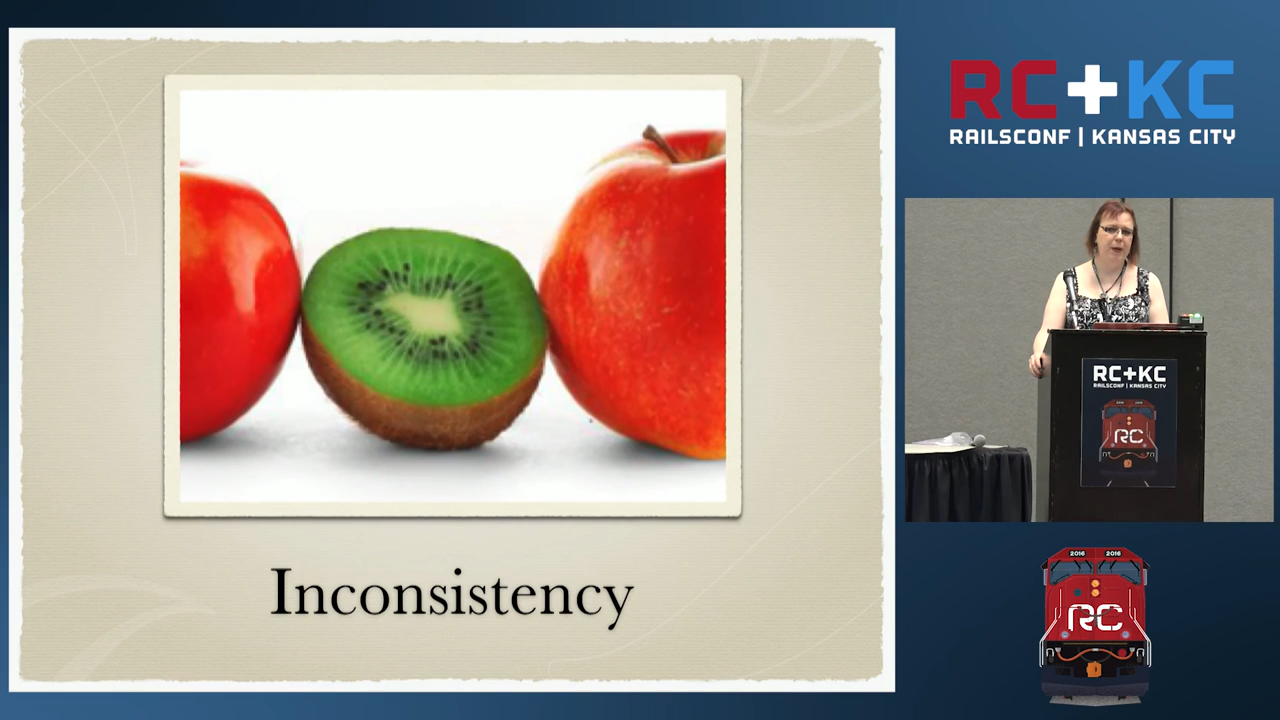 Inconsistency
RC+KC
RAILSCONF | KANSAS CITY
RC+KC
RAILSCONF | KANSAS CITY
RC
2016 2016
RC